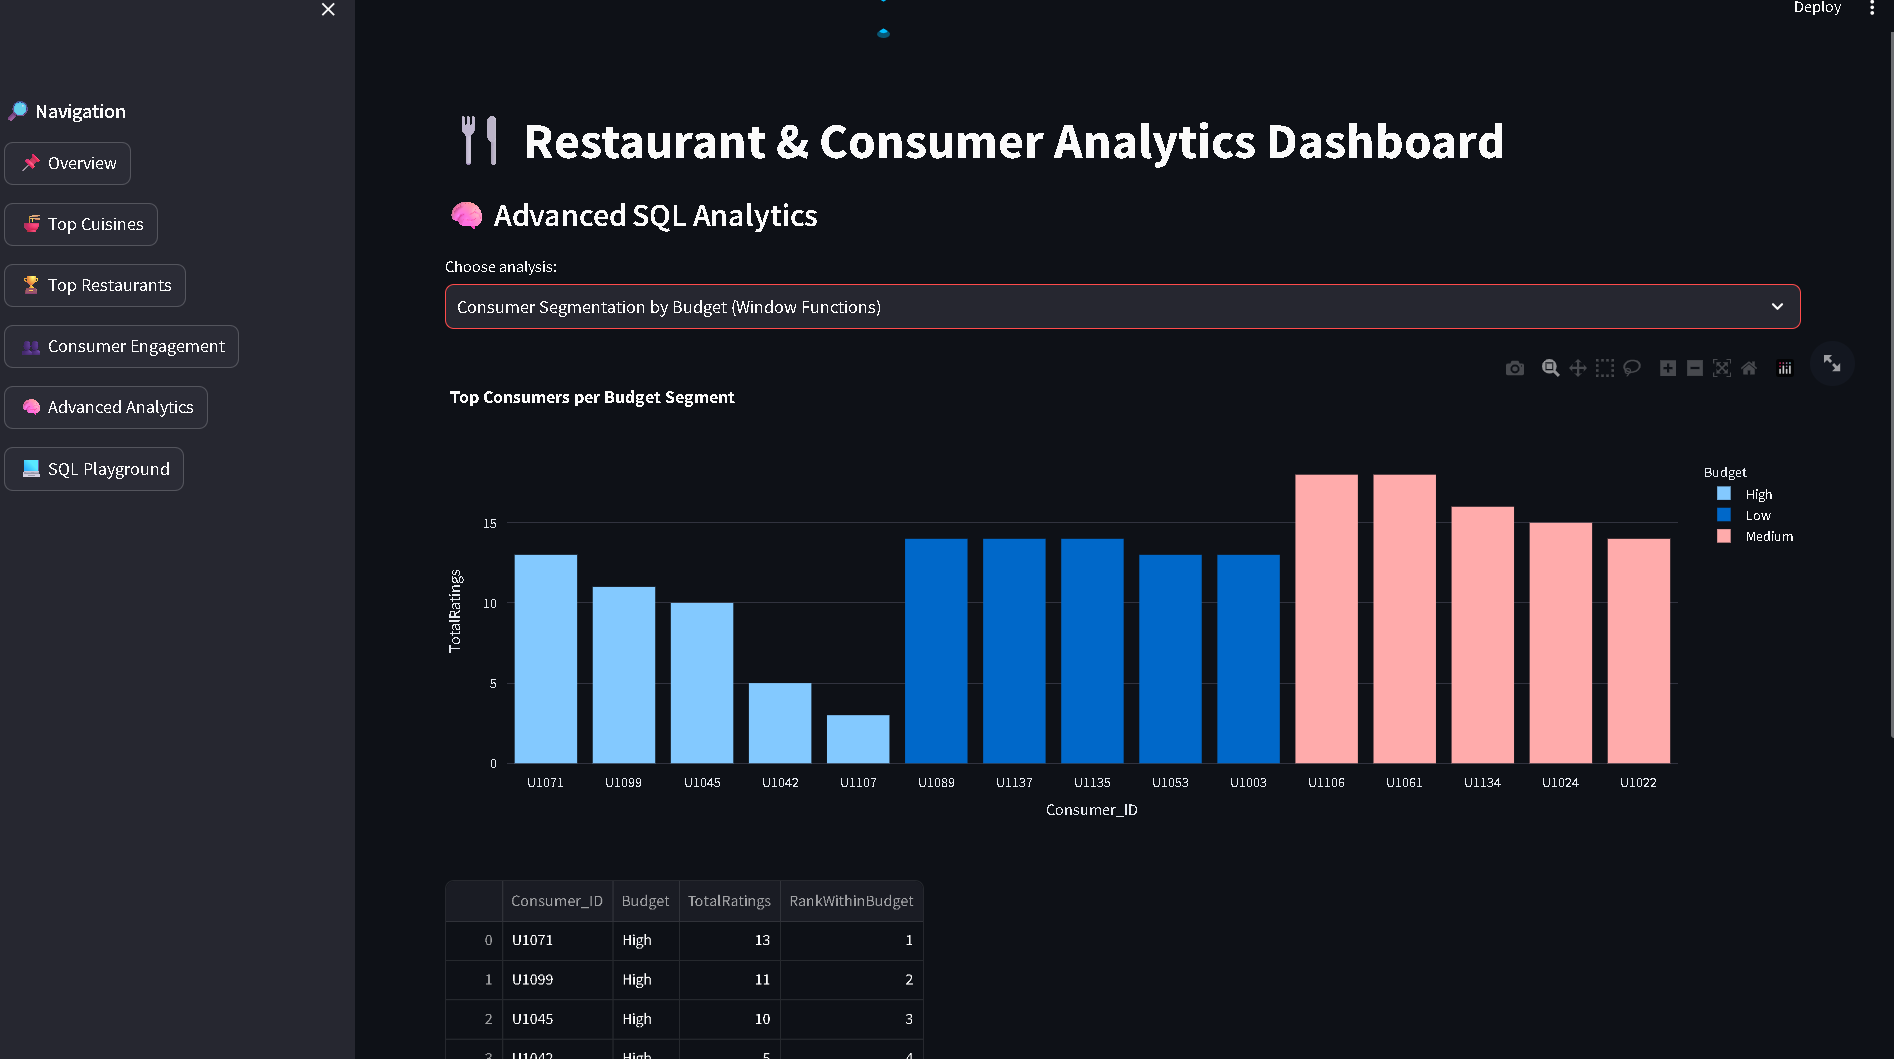 Deploy
Navigation
Overview
Top Cuisines
Top Restaurants
Consumer Engagement
Advanced Analytics
SQL Playground
Restaurant & Consumer Analytics Dashboard
Advanced SQL Analytics
Choose analysis:
Consumer Segmentation by Budget (Window Functions)
Top Consumers per Budget Segment
Budget
High
Low
Medium
TotalRatings
15
10
5
0
U1071 U1099 U1045 U1042 U1107 U1089 U1137 U1135 U1053 U1003 U1106 U1061 U1134 U1024 U1022
Consumer_ID
Consumer_ID Budget TotalRatings RankWithinBudget
0 U1071 High 13 1
1 U1099 High 11 2
2 U1045 High 10 3
3 U1042 High 5 4